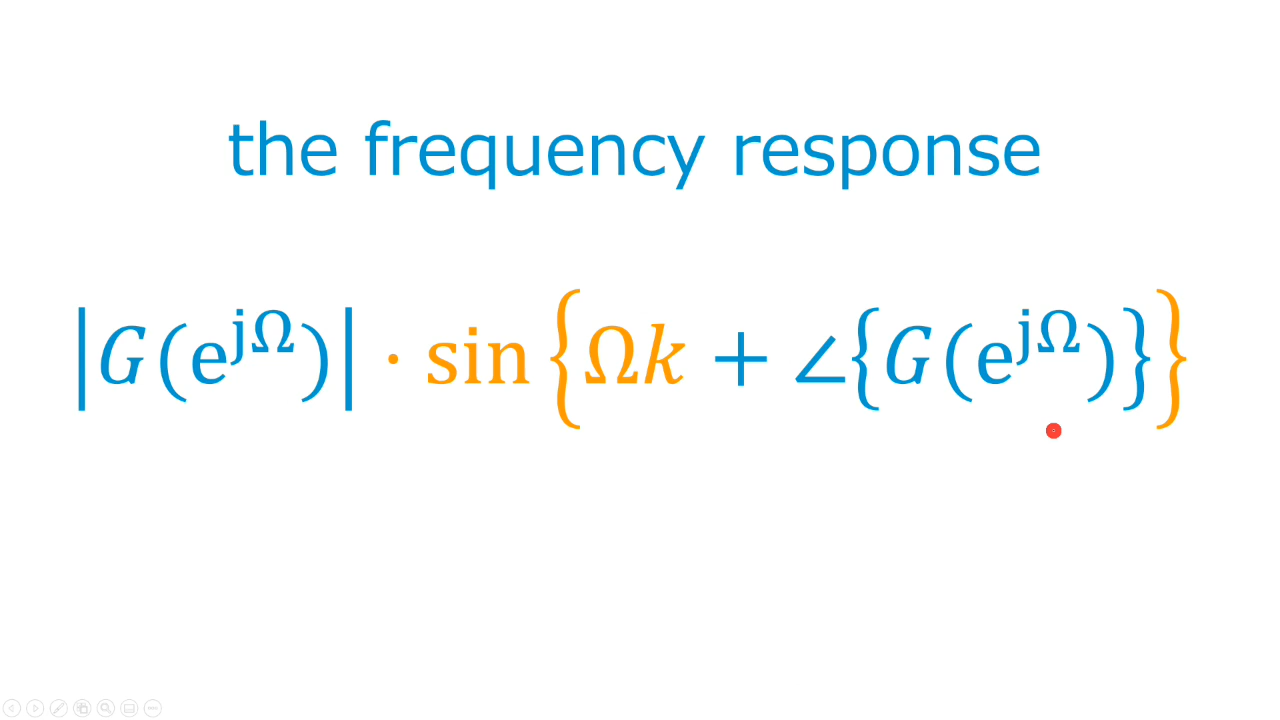 the frequency response
|G(e^jΩ)| · sin{Ωk + ∠{G(e^jΩ)}}